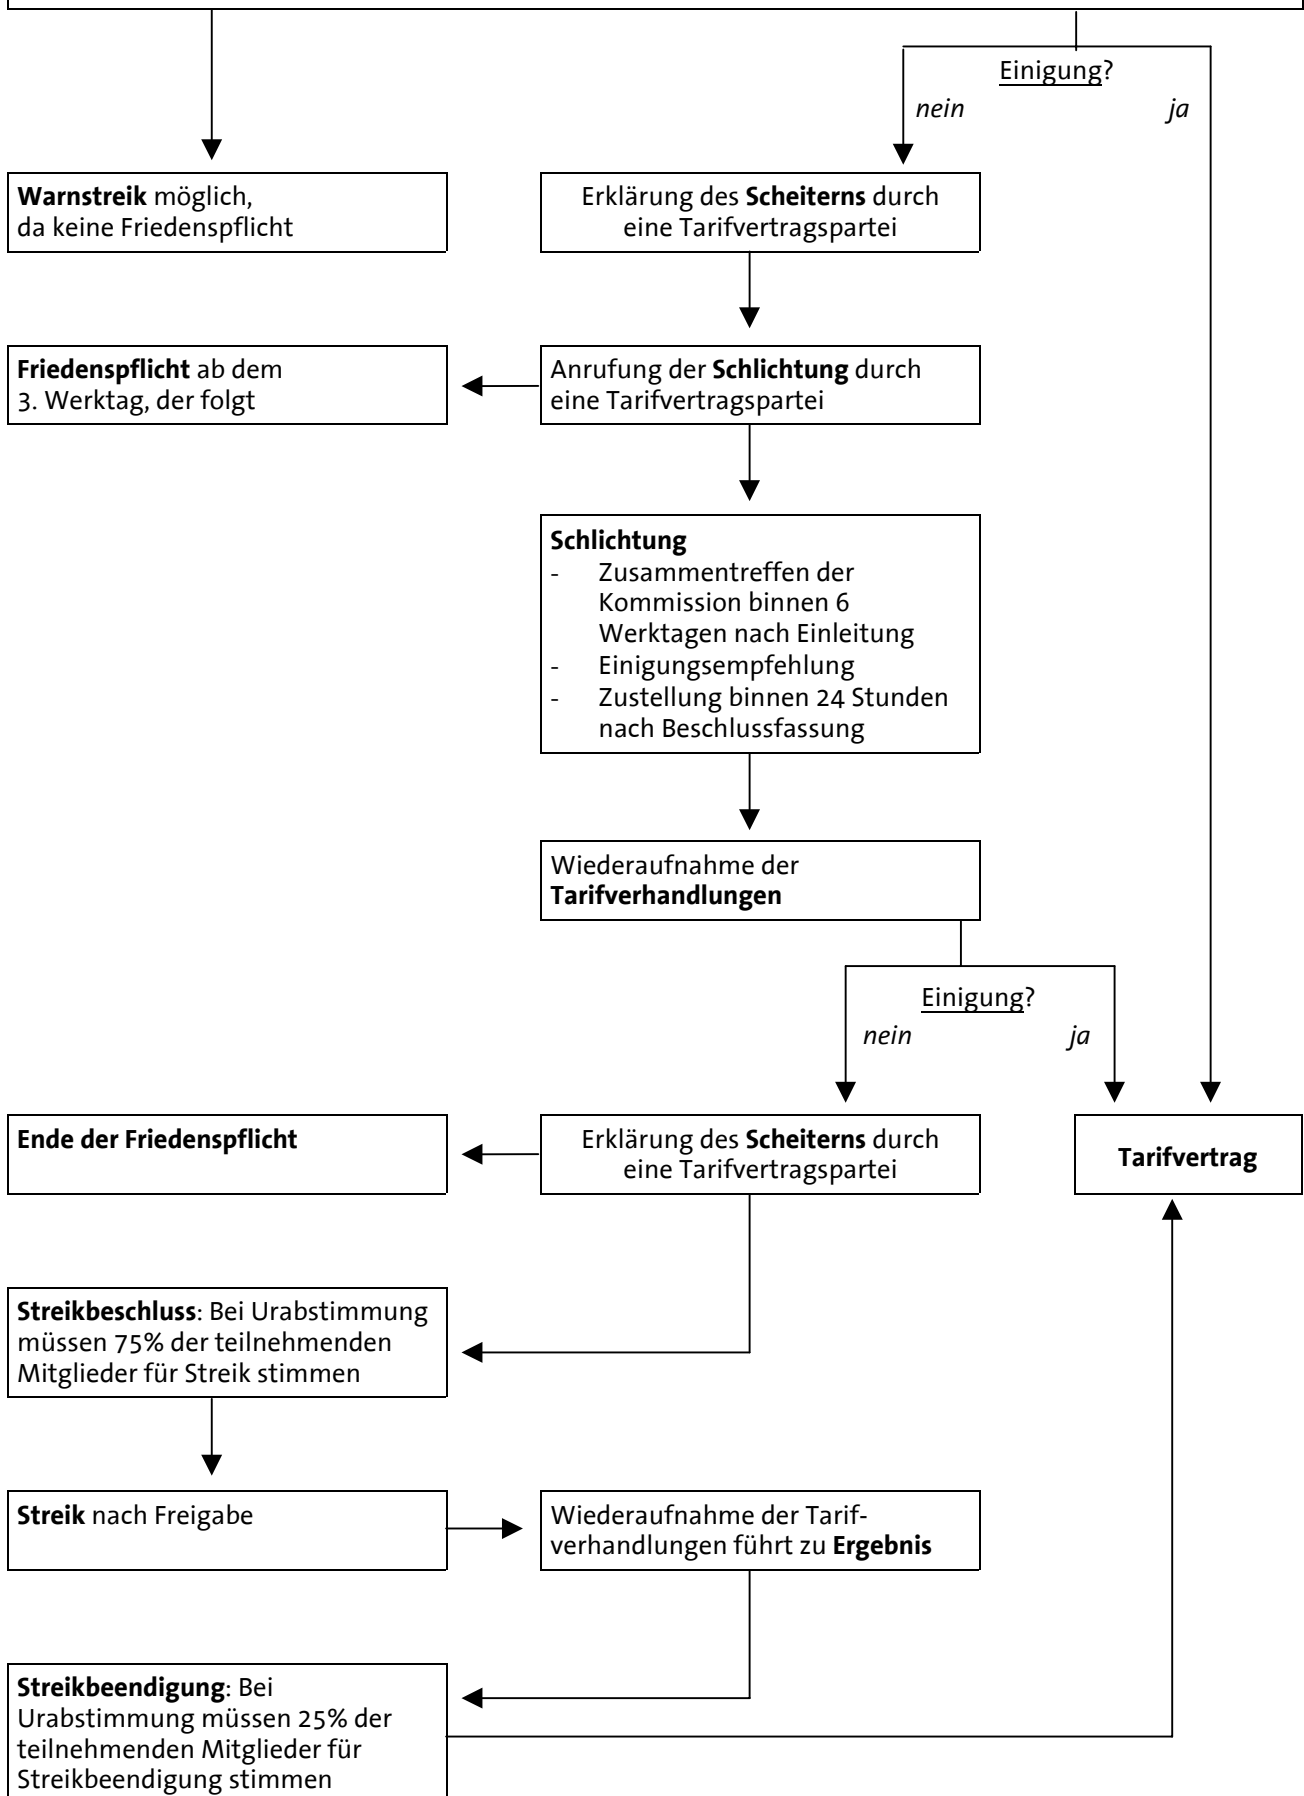 Einigung?
nein
ja
Warnstreik möglich,
da keine Friedenspflicht
Erklärung des Scheiterns durch
eine Tarifvertragspartei
Friedenspflicht ab dem
3. Werktag, der folgt
Anrufung der Schlichtung durch
eine Tarifvertragspartei
Schlichtung
- Zusammentreffen der
Kommission binnen 6
Werktagen nach Einleitung
- Einigungsempfehlung
- Zustellung binnen 24 Stunden
nach Beschlussfassung
Wiederaufnahme der
Tarifverhandlungen
Einigung?
nein
ja
Ende der Friedenspflicht
Erklärung des Scheiterns durch
eine Tarifvertragspartei
Tarifvertrag
Streikbeschluss: Bei Urabstimmung
müssen 75% der teilnehmenden
Mitglieder für Streik stimmen
Streik nach Freigabe
Wiederaufnahme der Tarif-
verhandlungen führt zu Ergebnis
Streikbeendigung: Bei
Urabstimmung müssen 25% der
teilnehmenden Mitglieder für
Streikbeendigung stimmen